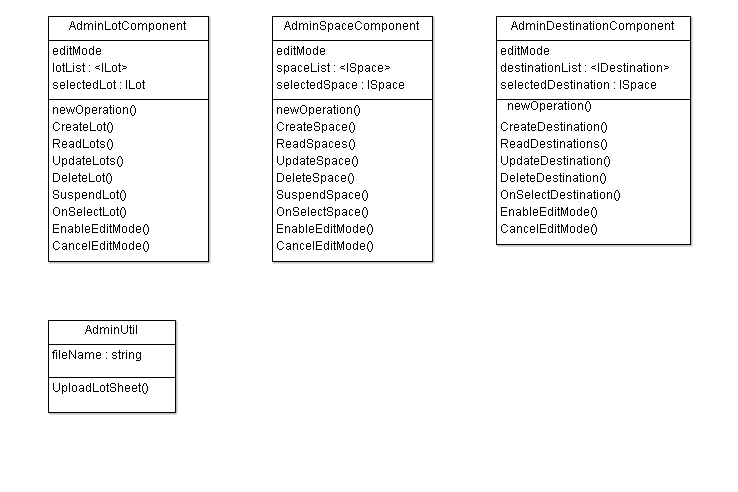 AdminLotComponent
editMode
lotList : <ILot>
selectedLot : ILot
newOperation()
CreateLot()
ReadLots()
UpdateLots()
DeleteLot()
SuspendLot()
OnSelectLot()
EnableEditMode()
CancelEditMode()
AdminSpaceComponent
editMode
spaceList : <ISpace>
selectedSpace : ISpace
newOperation()
CreateSpace()
ReadSpaces()
UpdateSpace()
DeleteSpace()
SuspendSpace()
OnSelectSpace()
EnableEditMode()
CancelEditMode()
AdminDestinationComponent
editMode
destinationList : <IDestination>
selectedDestination : ISpace
newOperation()
CreateDestination()
ReadDestinations()
UpdateDestination()
DeleteDestination()
OnSelectDestination()
EnableEditMode()
CancelEditMode()
AdminUtil
fileName : string
UploadLotSheet()